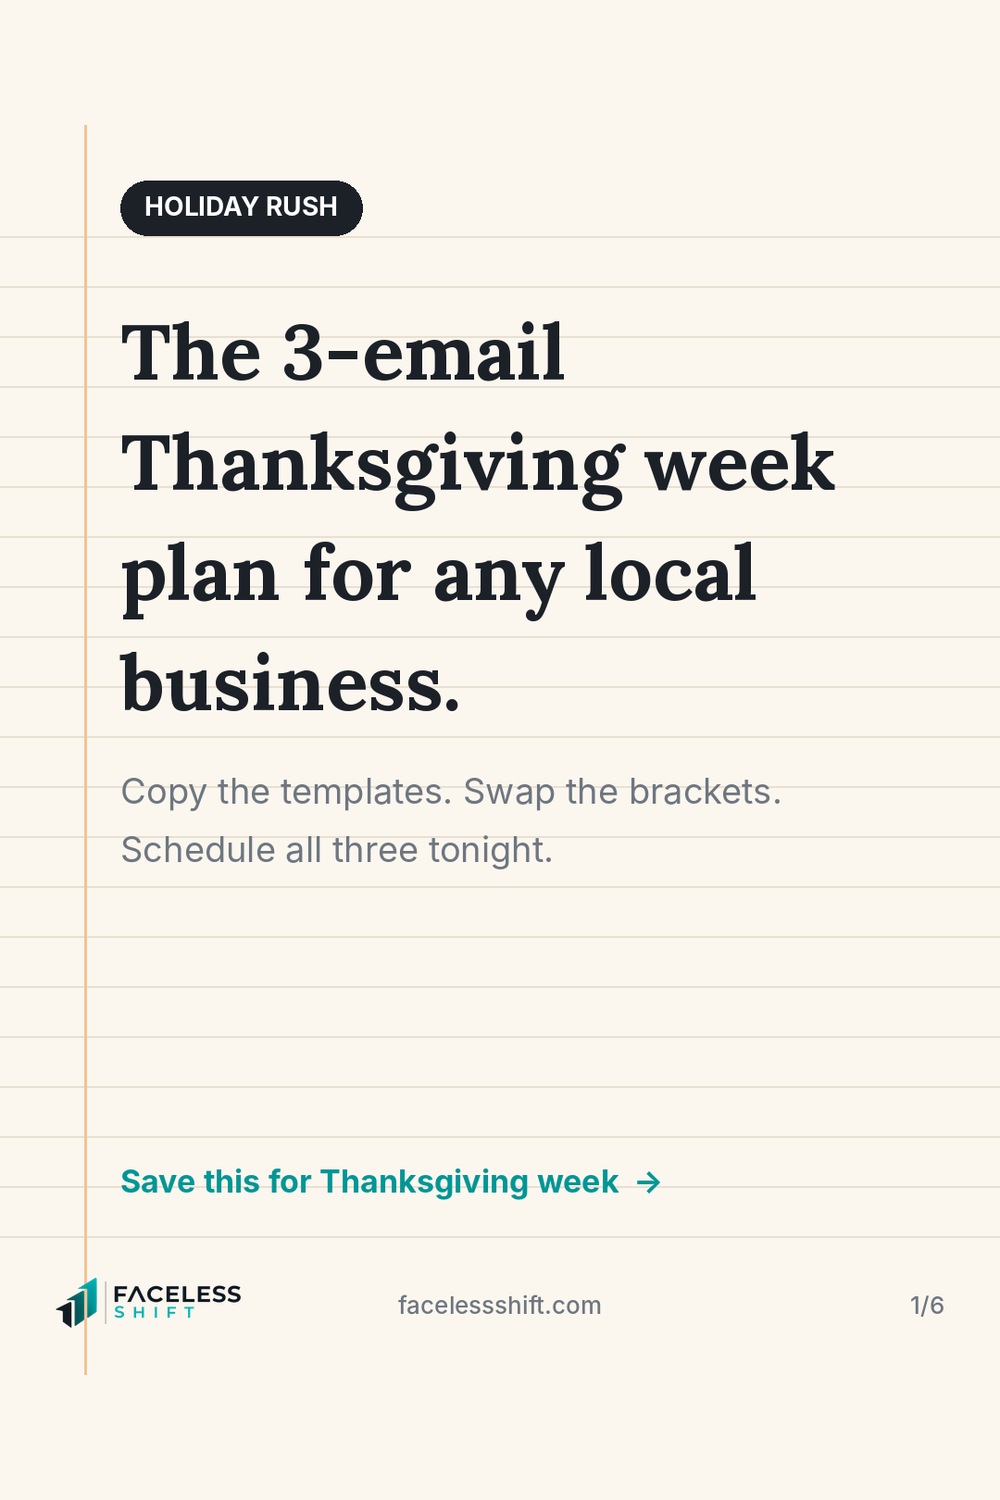 HOLIDAY RUSH
The 3-email
Thanksgiving week
plan for any local
business.
Copy the templates. Swap the brackets.
Schedule all three tonight.
Save this for Thanksgiving week →
FACELESS
SHIFT
facelessshift.com
1/6